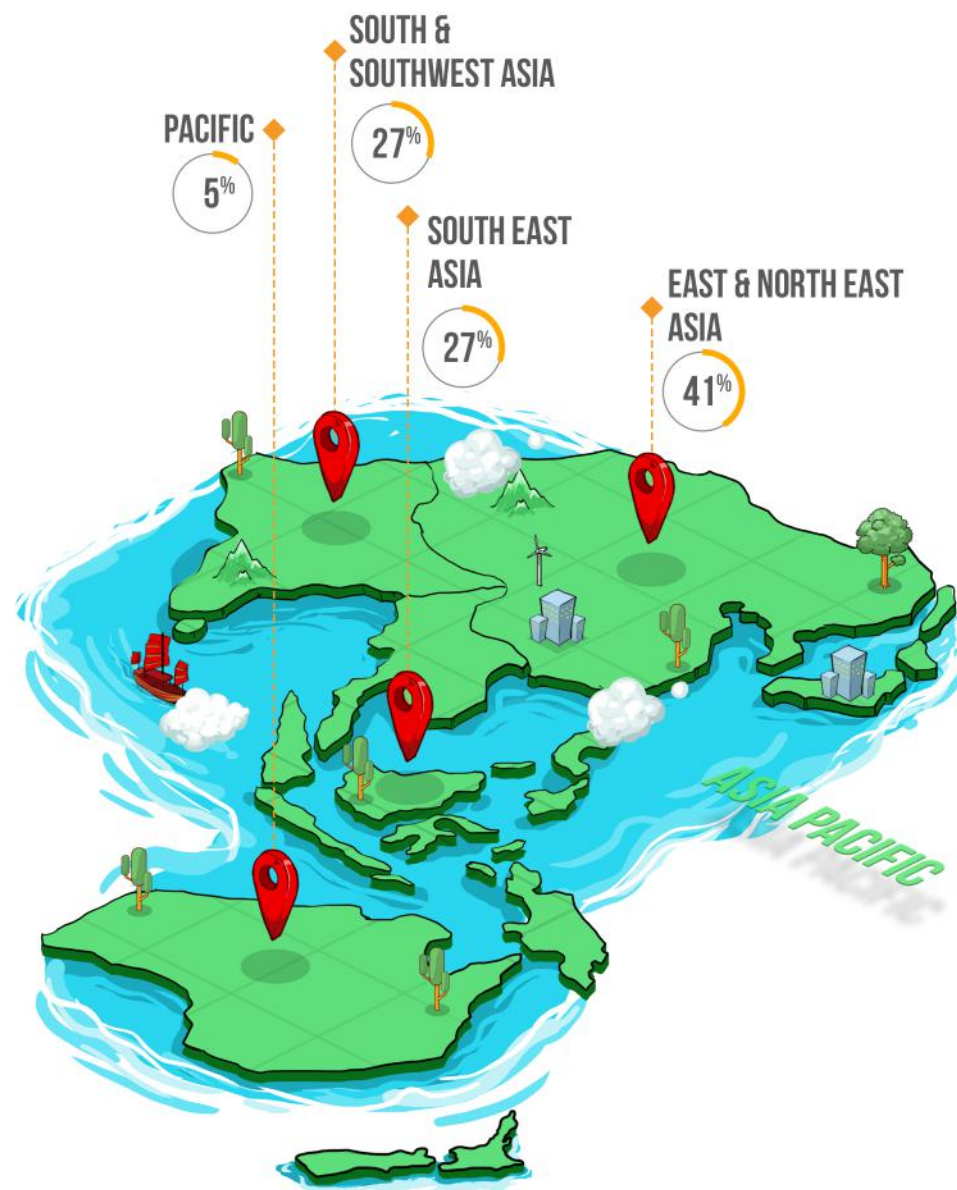 SOUTH &
SOUTHWEST ASIA
27%
PACIFIC
5%
SOUTH EAST
ASIA
27%
EAST & NORTH EAST
ASIA
41%
ASIA PACIFIC